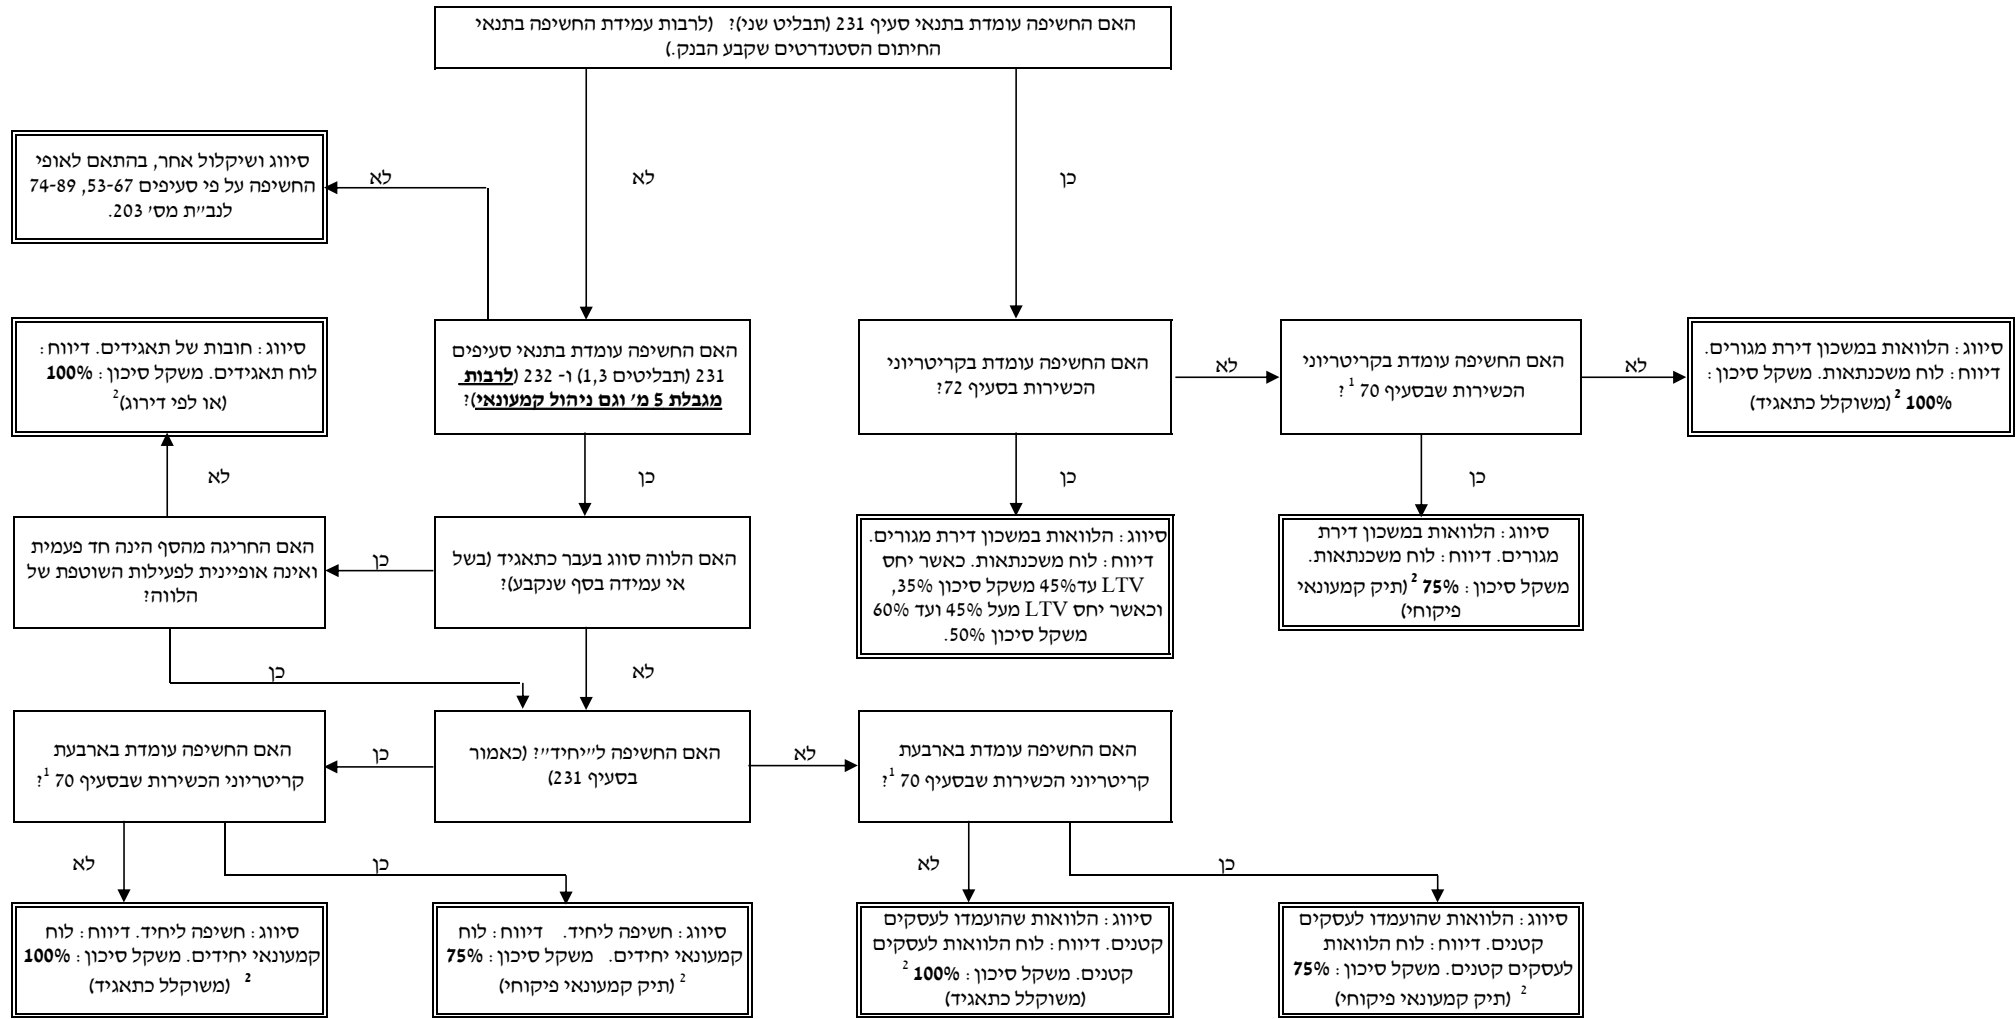 האם החשיפה עומדת בתנאי סעיף 231 (תבליט שני)? (לרבות עמידת החשיפה בתנאי
החיתום הסטנדרטים שקבע הבנק.)
לא
כן
לא
סיווג ושיקלול אחר, בהתאם לאופי
החשיפה על פי סעיפים 53-67, 74-89
לנב״ת מס׳ 203.
סיווג: הלוואות במשכון דירת מגורים.
דיווח: לוח משכנתאות. משקל סיכון:
100% 2 (משוקלל כתאגיד)
לא
האם החשיפה עומדת בקריטריוני
הכשירות שבסעיף 70 1?
לא
האם החשיפה עומדת בקריטריוני
הכשירות בסעיף 72?
האם החשיפה עומדת בתנאי סעיפים
231 (תבליטים 1,3) ו- 232 (לרבות
מגבלת 5 מ׳ וגם ניהול קמעונאי)?
סיווג: חובות של תאגידים. דיווח:
לוח תאגידים. משקל סיכון: 100%
(או לפי דירוג)2
כן
כן
כן
לא
סיווג: הלוואות במשכון דירת
מגורים. דיווח: לוח משכנתאות.
משקל סיכון: 75% 2 (תיק קמעונאי
פיקוחי)
סיווג: הלוואות במשכון דירת מגורים.
דיווח: לוח משכנתאות. כאשר יחס
LTV עד 45% משקל סיכון 35%,
וכאשר יחס LTV מעל 45% ועד 60%
משקל סיכון 50%.
האם הלווה סווג בעבר כתאגיד (בשל
אי עמידה בסף שנקבע)?
כן
האם החריגה מהסף הינה חד פעמית
ואינה אופיינית לפעילות השוטפת של
הלווה?
לא
כן
האם החשיפה עומדת בארבעת
קריטריוני הכשירות שבסעיף 70 1?
לא
האם החשיפה ל״יחיד״? (כאמור
בסעיף 231)
כן
האם החשיפה עומדת בארבעת
קריטריוני הכשירות שבסעיף 70 1?
כן
לא
כן
לא
סיווג: הלוואות שהועמדו לעסקים
קטנים. דיווח: לוח הלוואות
לעסקים קטנים. משקל סיכון: 75%
2 (תיק קמעונאי פיקוחי)
סיווג: הלוואות שהועמדו לעסקים
קטנים. דיווח: לוח הלוואות לעסקים
קטנים. משקל סיכון: 100% 2
(משוקלל כתאגיד)
סיווג: חשיפה ליחיד. דיווח: לוח
קמעונאי יחידים. משקל סיכון: 75%
2 (תיק קמעונאי פיקוחי)
סיווג: חשיפה ליחיד. דיווח: לוח
קמעונאי יחידים. משקל סיכון: 100%
2 (משוקלל כתאגיד)